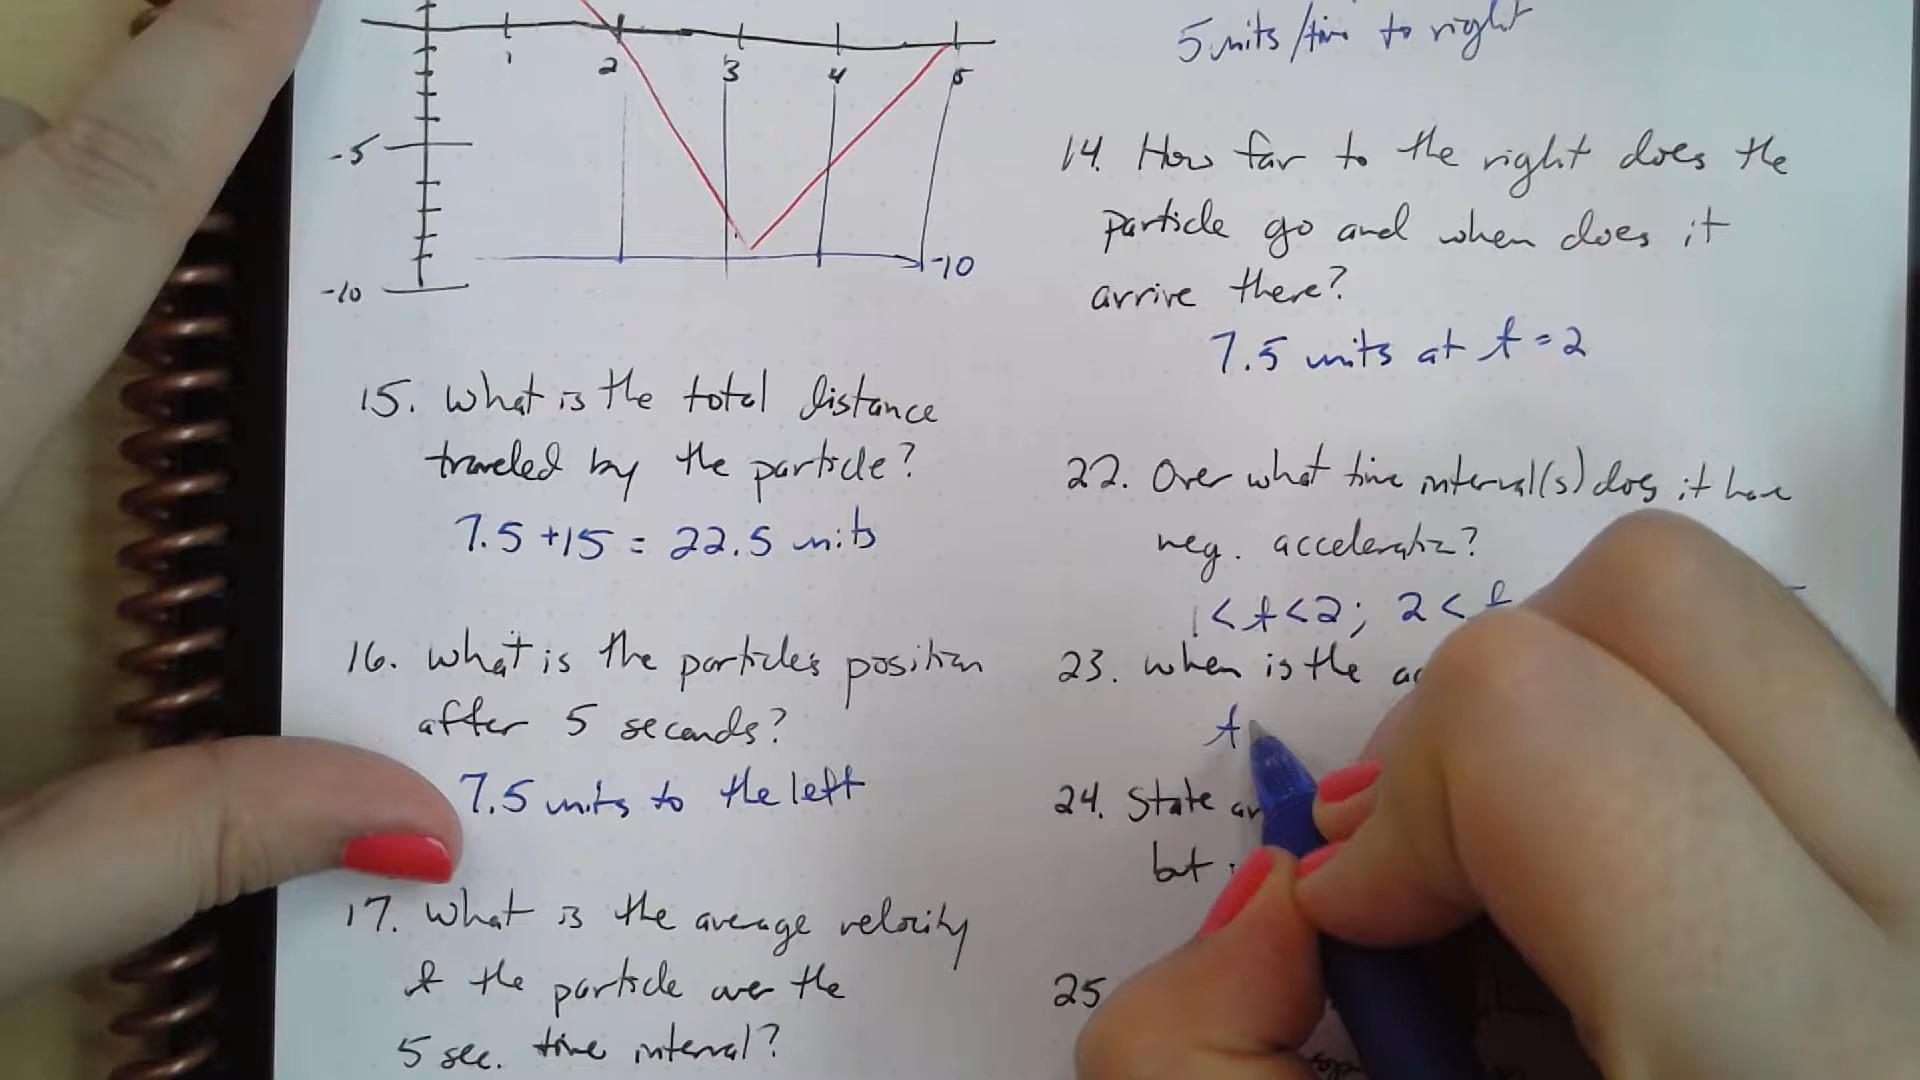 1
2
3
4
5
-5
-10
-10
15. What is the total distance
traveled by the particle?
7.5 + 15 = 22.5 units
16. What is the particle's position
after 5 seconds?
7.5 units to the left
17. What is the average velocity
of the particle over the
5 sec. time interval?
5 units/time to right
14. How far to the right does the
particle go and when does it
arrive there?
7.5 units at t = 2
22. Over what time interval(s) does it have
neg. acceleration?
1 < t < 2; 2 < t
23. When is the
t
24. State
but
25